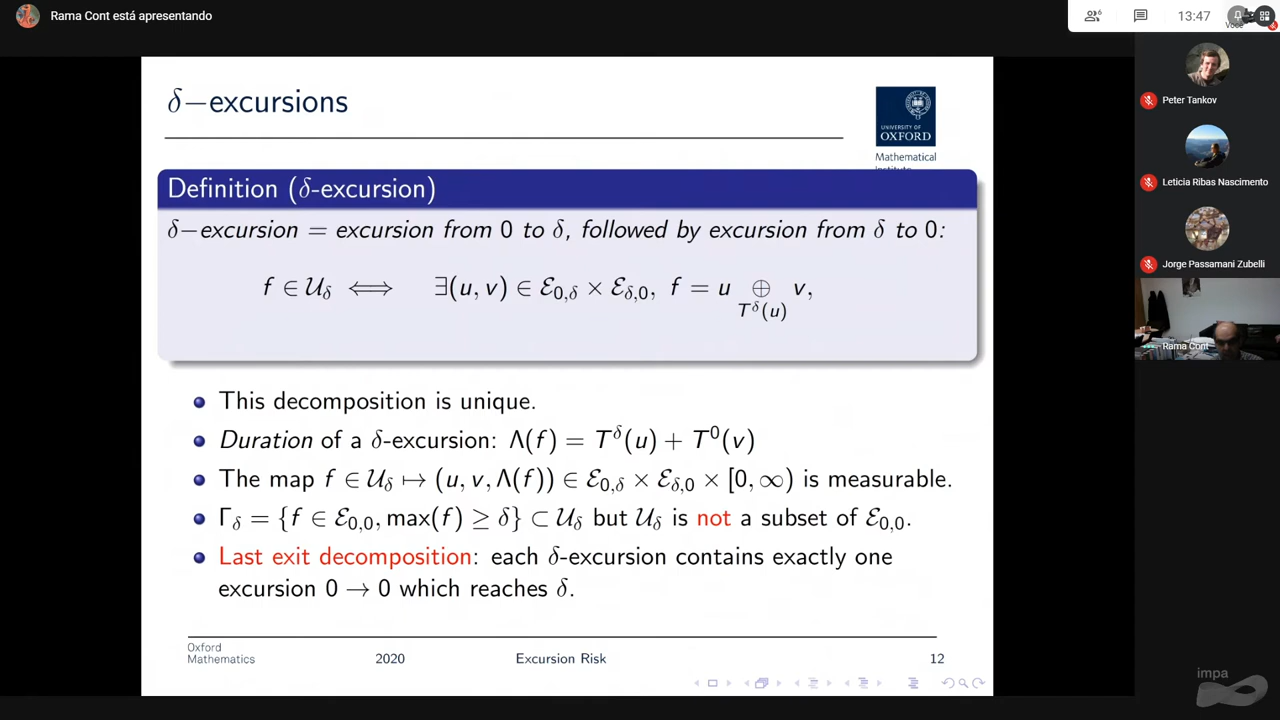 Rama Cont está apresentando
6
13:47
Você
δ−excursions
UNIVERSITY OF
OXFORD
Mathematical
Institute
Definition (δ-excursion)
δ−excursion = excursion from 0 to δ, followed by excursion from δ to 0:
f ∈ U_δ ⟺ ∃(u, v) ∈ E_{0,δ} × E_{δ,0}, f = u ⊕_{T^δ(u)} v,
This decomposition is unique.
Duration of a δ-excursion: Λ(f) = T^δ(u) + T^0(v)
The map f ∈ U_δ ↦ (u, v, Λ(f)) ∈ E_{0,δ} × E_{δ,0} × [0, ∞) is measurable.
Γ_δ = {f ∈ E_{0,0}, max(f) ≥ δ} ⊂ U_δ but U_δ is not a subset of E_{0,0}.
Last exit decomposition: each δ-excursion contains exactly one
excursion 0 → 0 which reaches δ.
Oxford
Mathematics
2020
Excursion Risk
12
Peter Tankov
Leticia Ribas Nascimento
Jorge Passamani Zubelli
Rama Cont
impa